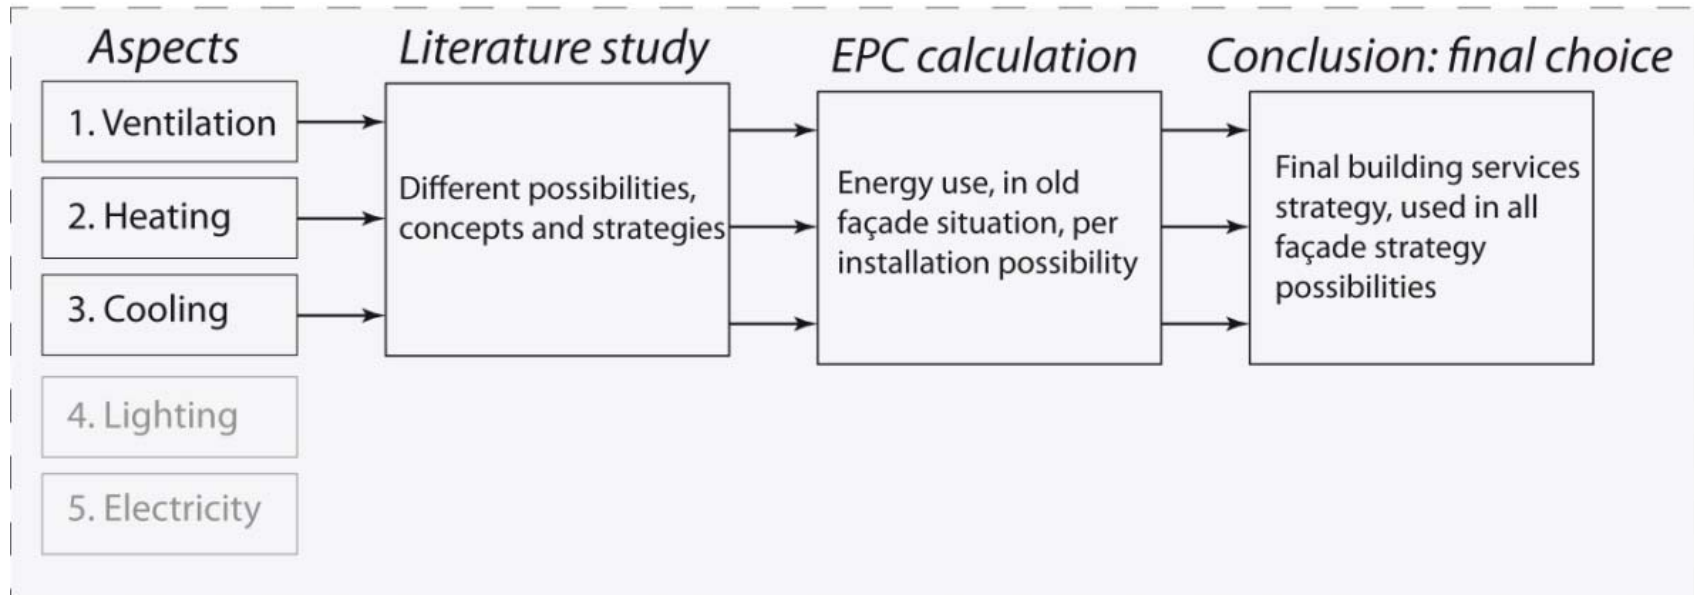 Aspects
Literature study
EPC calculation
Conclusion: final choice
1. Ventilation
2. Heating
3. Cooling
4. Lighting
5. Electricity
Different possibilities,
concepts and strategies
Energy use, in old
façade situation, per
installation possibility
Final building services
strategy, used in all
façade strategy
possibilities